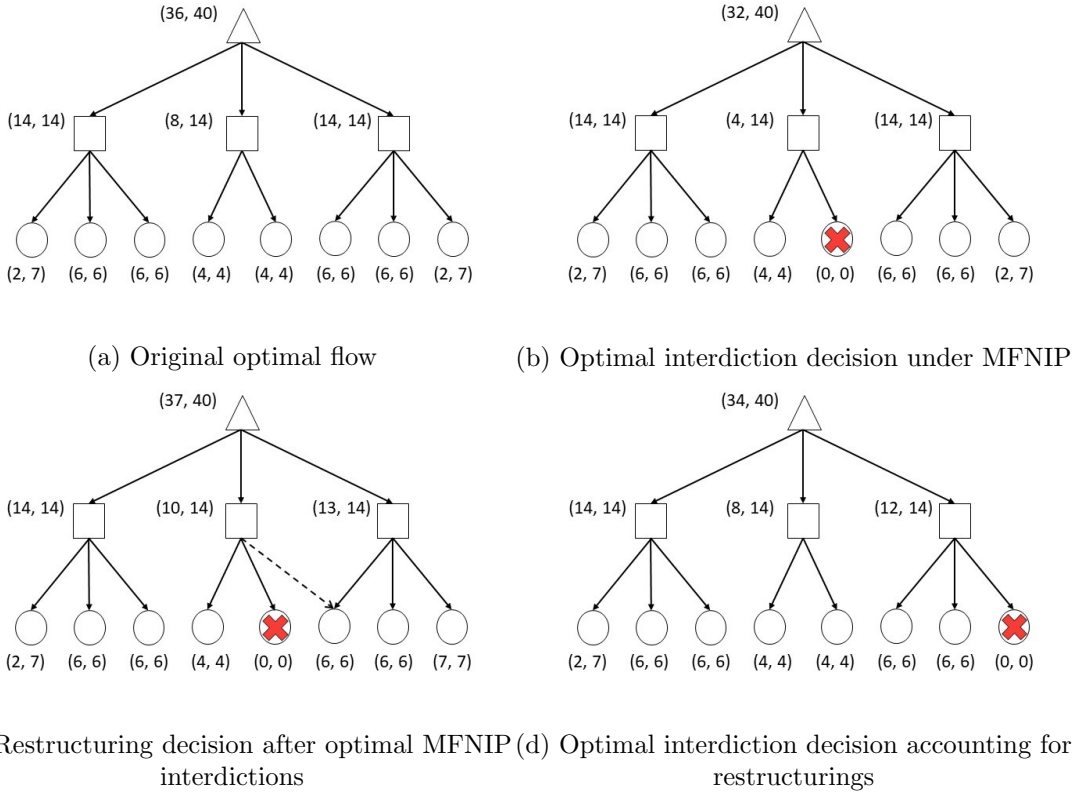 (36, 40)
(14, 14) (8, 14) (14, 14)
(2, 7) (6, 6) (6, 6) (4, 4) (4, 4) (6, 6) (6, 6) (2, 7)
(a) Original optimal flow
(32, 40)
(14, 14) (4, 14) (14, 14)
(2, 7) (6, 6) (6, 6) (4, 4) (0, 0) (6, 6) (6, 6) (2, 7)
(b) Optimal interdiction decision under MFNIP
(37, 40)
(14, 14) (10, 14) (13, 14)
(2, 7) (6, 6) (6, 6) (4, 4) (0, 0) (6, 6) (6, 6) (7, 7)
Restructuring decision after optimal MFNIP
interdictions
(34, 40)
(14, 14) (8, 14) (12, 14)
(2, 7) (6, 6) (6, 6) (4, 4) (4, 4) (6, 6) (6, 6) (0, 0)
(d) Optimal interdiction decision accounting for
restructurings